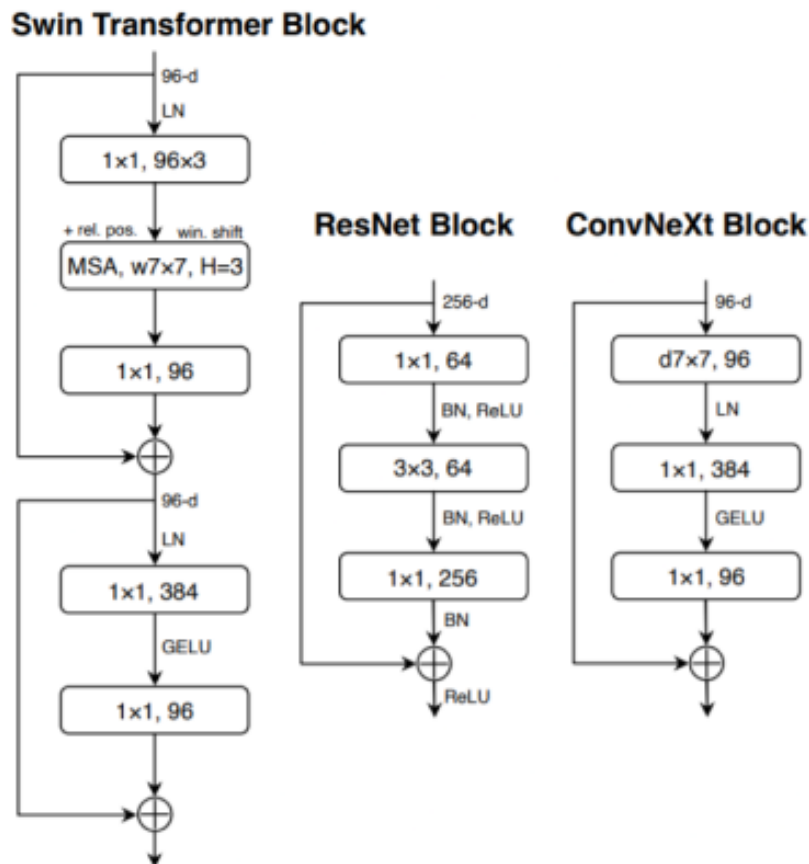 Swin Transformer Block
96-d
LN
1×1, 96×3
+ rel. pos. win. shift
MSA, w7×7, H=3
1×1, 96
96-d
LN
1×1, 384
GELU
1×1, 96
ResNet Block
256-d
1×1, 64
BN, ReLU
3×3, 64
BN, ReLU
1×1, 256
BN
ReLU
ConvNeXt Block
96-d
d7×7, 96
LN
1×1, 384
GELU
1×1, 96